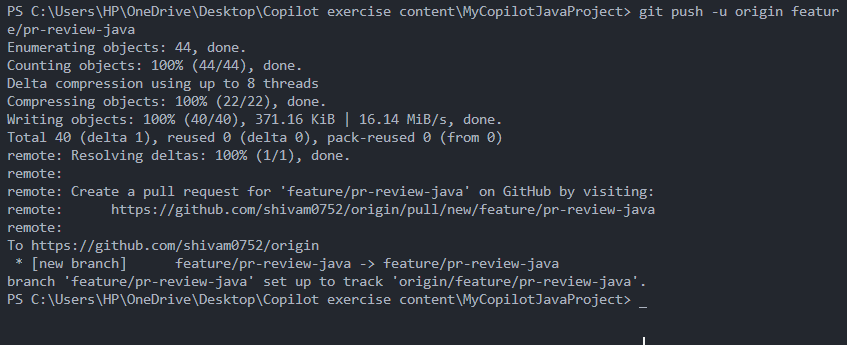 PS C:\Users\HP\OneDrive\Desktop\Copilot exercise content\MyCopilotJavaProject> git push -u origin featur
e/pr-review-java
Enumerating objects: 44, done.
Counting objects: 100% (44/44), done.
Delta compression using up to 8 threads
Compressing objects: 100% (22/22), done.
Writing objects: 100% (40/40), 371.16 KiB | 16.14 MiB/s, done.
Total 40 (delta 1), reused 0 (delta 0), pack-reused 0 (from 0)
remote: Resolving deltas: 100% (1/1), done.
remote:
remote: Create a pull request for 'feature/pr-review-java' on GitHub by visiting:
remote:      https://github.com/shivam0752/origin/pull/new/feature/pr-review-java
remote:
To https://github.com/shivam0752/origin
 * [new branch]      feature/pr-review-java -> feature/pr-review-java
branch 'feature/pr-review-java' set up to track 'origin/feature/pr-review-java'.
PS C:\Users\HP\OneDrive\Desktop\Copilot exercise content\MyCopilotJavaProject> _